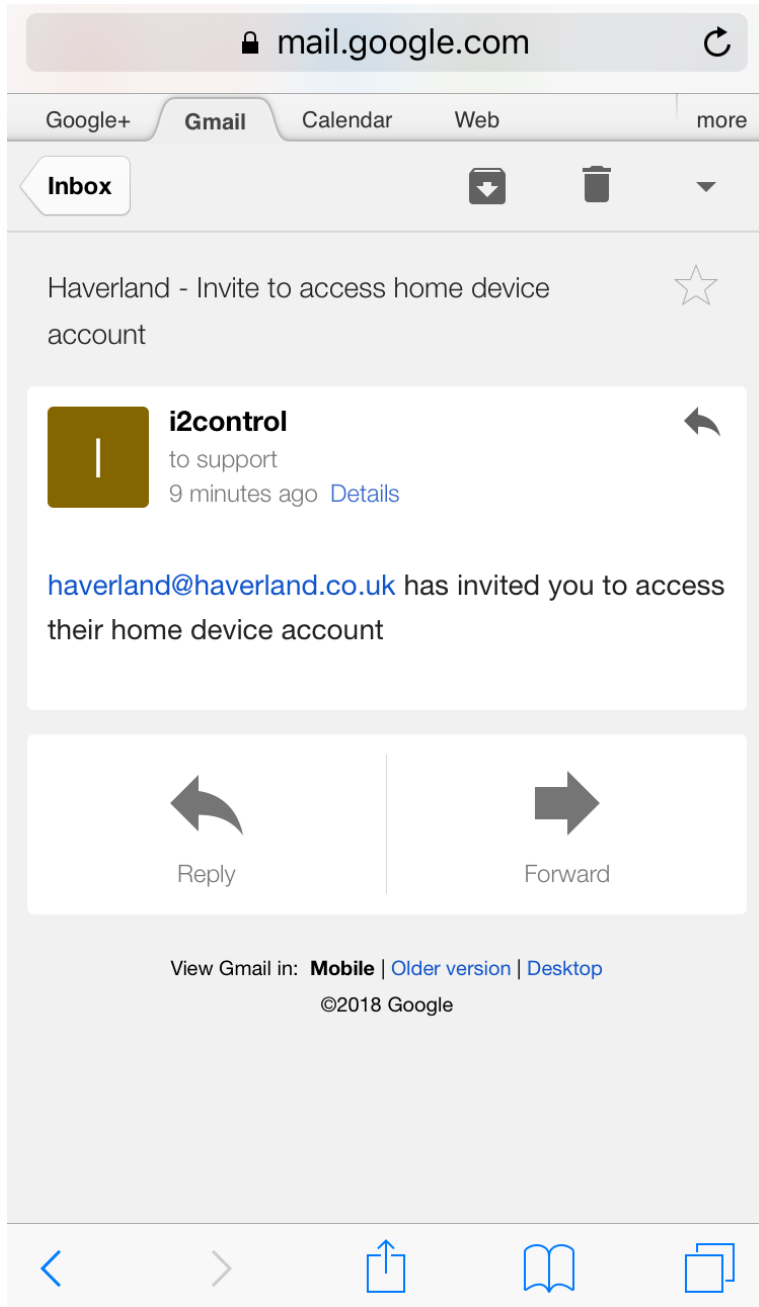 mail.google.com
Google+ Gmail Calendar Web more
Inbox
Haverland - Invite to access home device
account
I
i2control
to support
9 minutes ago Details
haverland@haverland.co.uk has invited you to access
their home device account
Reply Forward
View Gmail in: Mobile | Older version | Desktop
©2018 Google